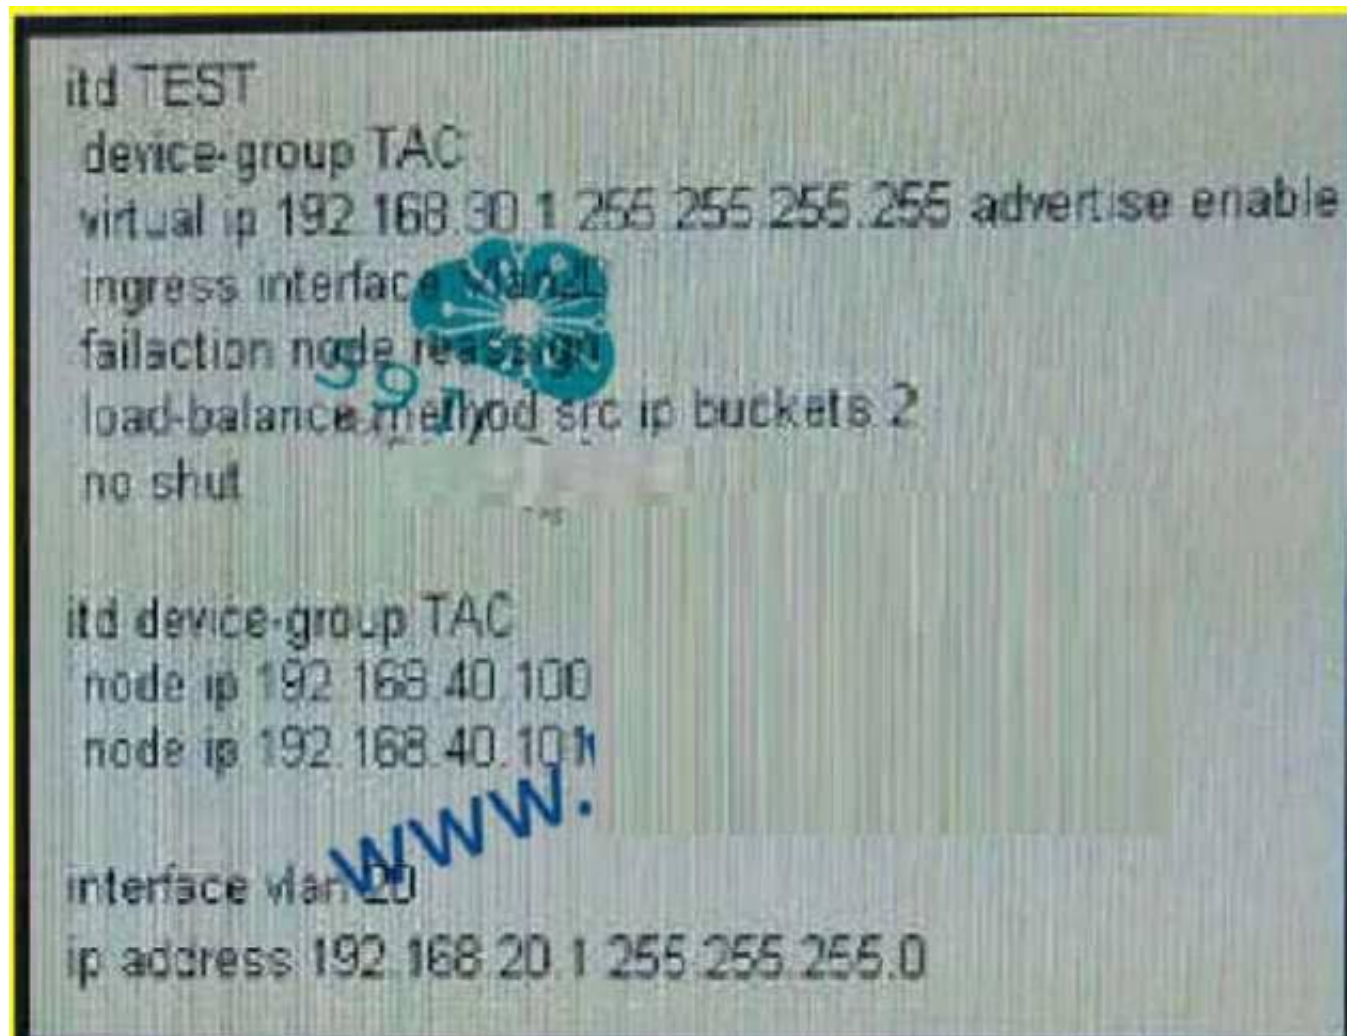 itd TEST
device-group TAC
virtual ip 192.168.30.1 255.255.255.255 advertise enable
ingress interface
failaction node reassign
load-balance method src ip buckets 2
no shut
itd device-group TAC
node ip 192.168.40.100
node ip 192.168.40.101
www.
interface vlan 20
ip address 192.168.20.1 255.255.255.0